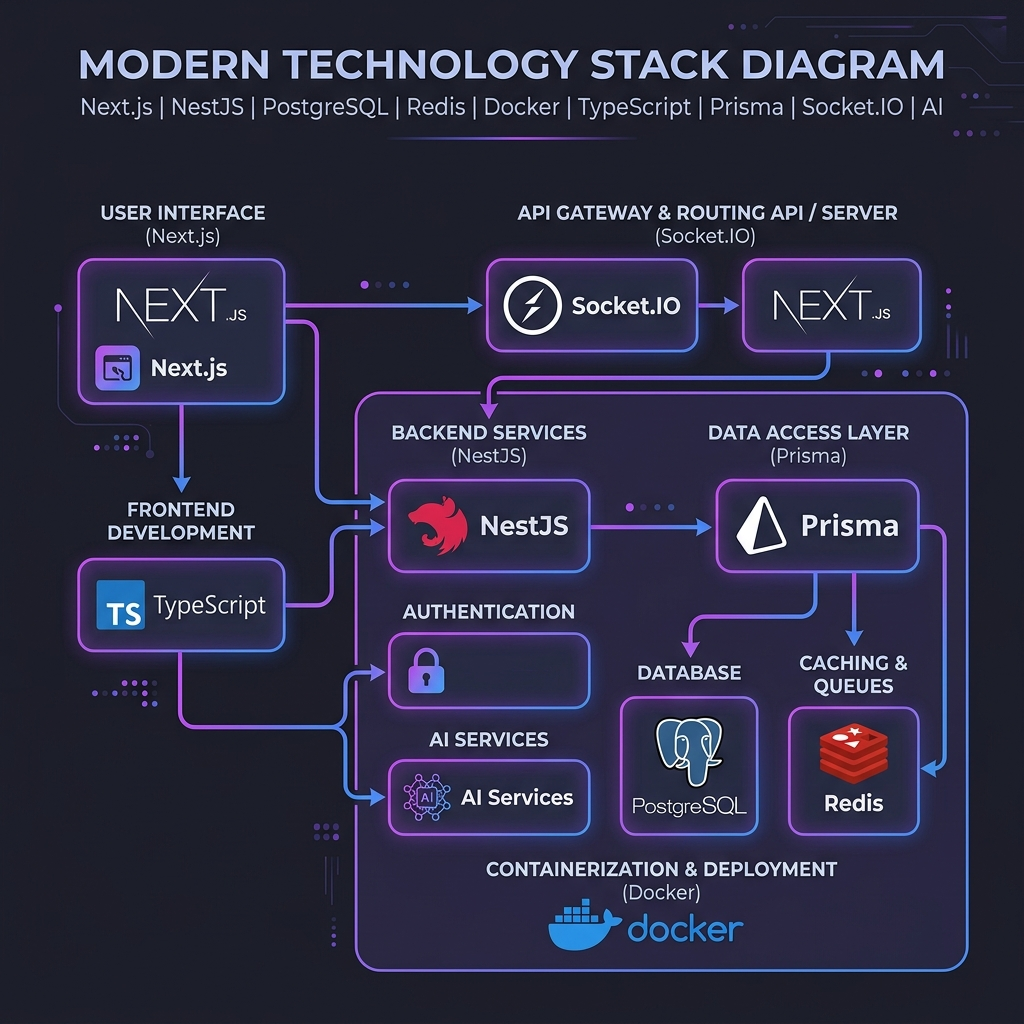 MODERN TECHNOLOGY STACK DIAGRAM
Next.js | NestJS | PostgreSQL | Redis | Docker | TypeScript | Prisma | Socket.IO | AI
USER INTERFACE
(Next.js)
NEXT.JS
Next.js
API GATEWAY & ROUTING API / SERVER
(Socket.IO)
Socket.IO
NEXT.JS
FRONTEND
DEVELOPMENT
TS TypeScript
BACKEND SERVICES
(NestJS)
NestJS
DATA ACCESS LAYER
(Prisma)
Prisma
AUTHENTICATION
AI SERVICES
AI AI Services
DATABASE
PostgreSQL
CACHING &
QUEUES
Redis
CONTAINERIZATION & DEPLOYMENT
(Docker)
docker